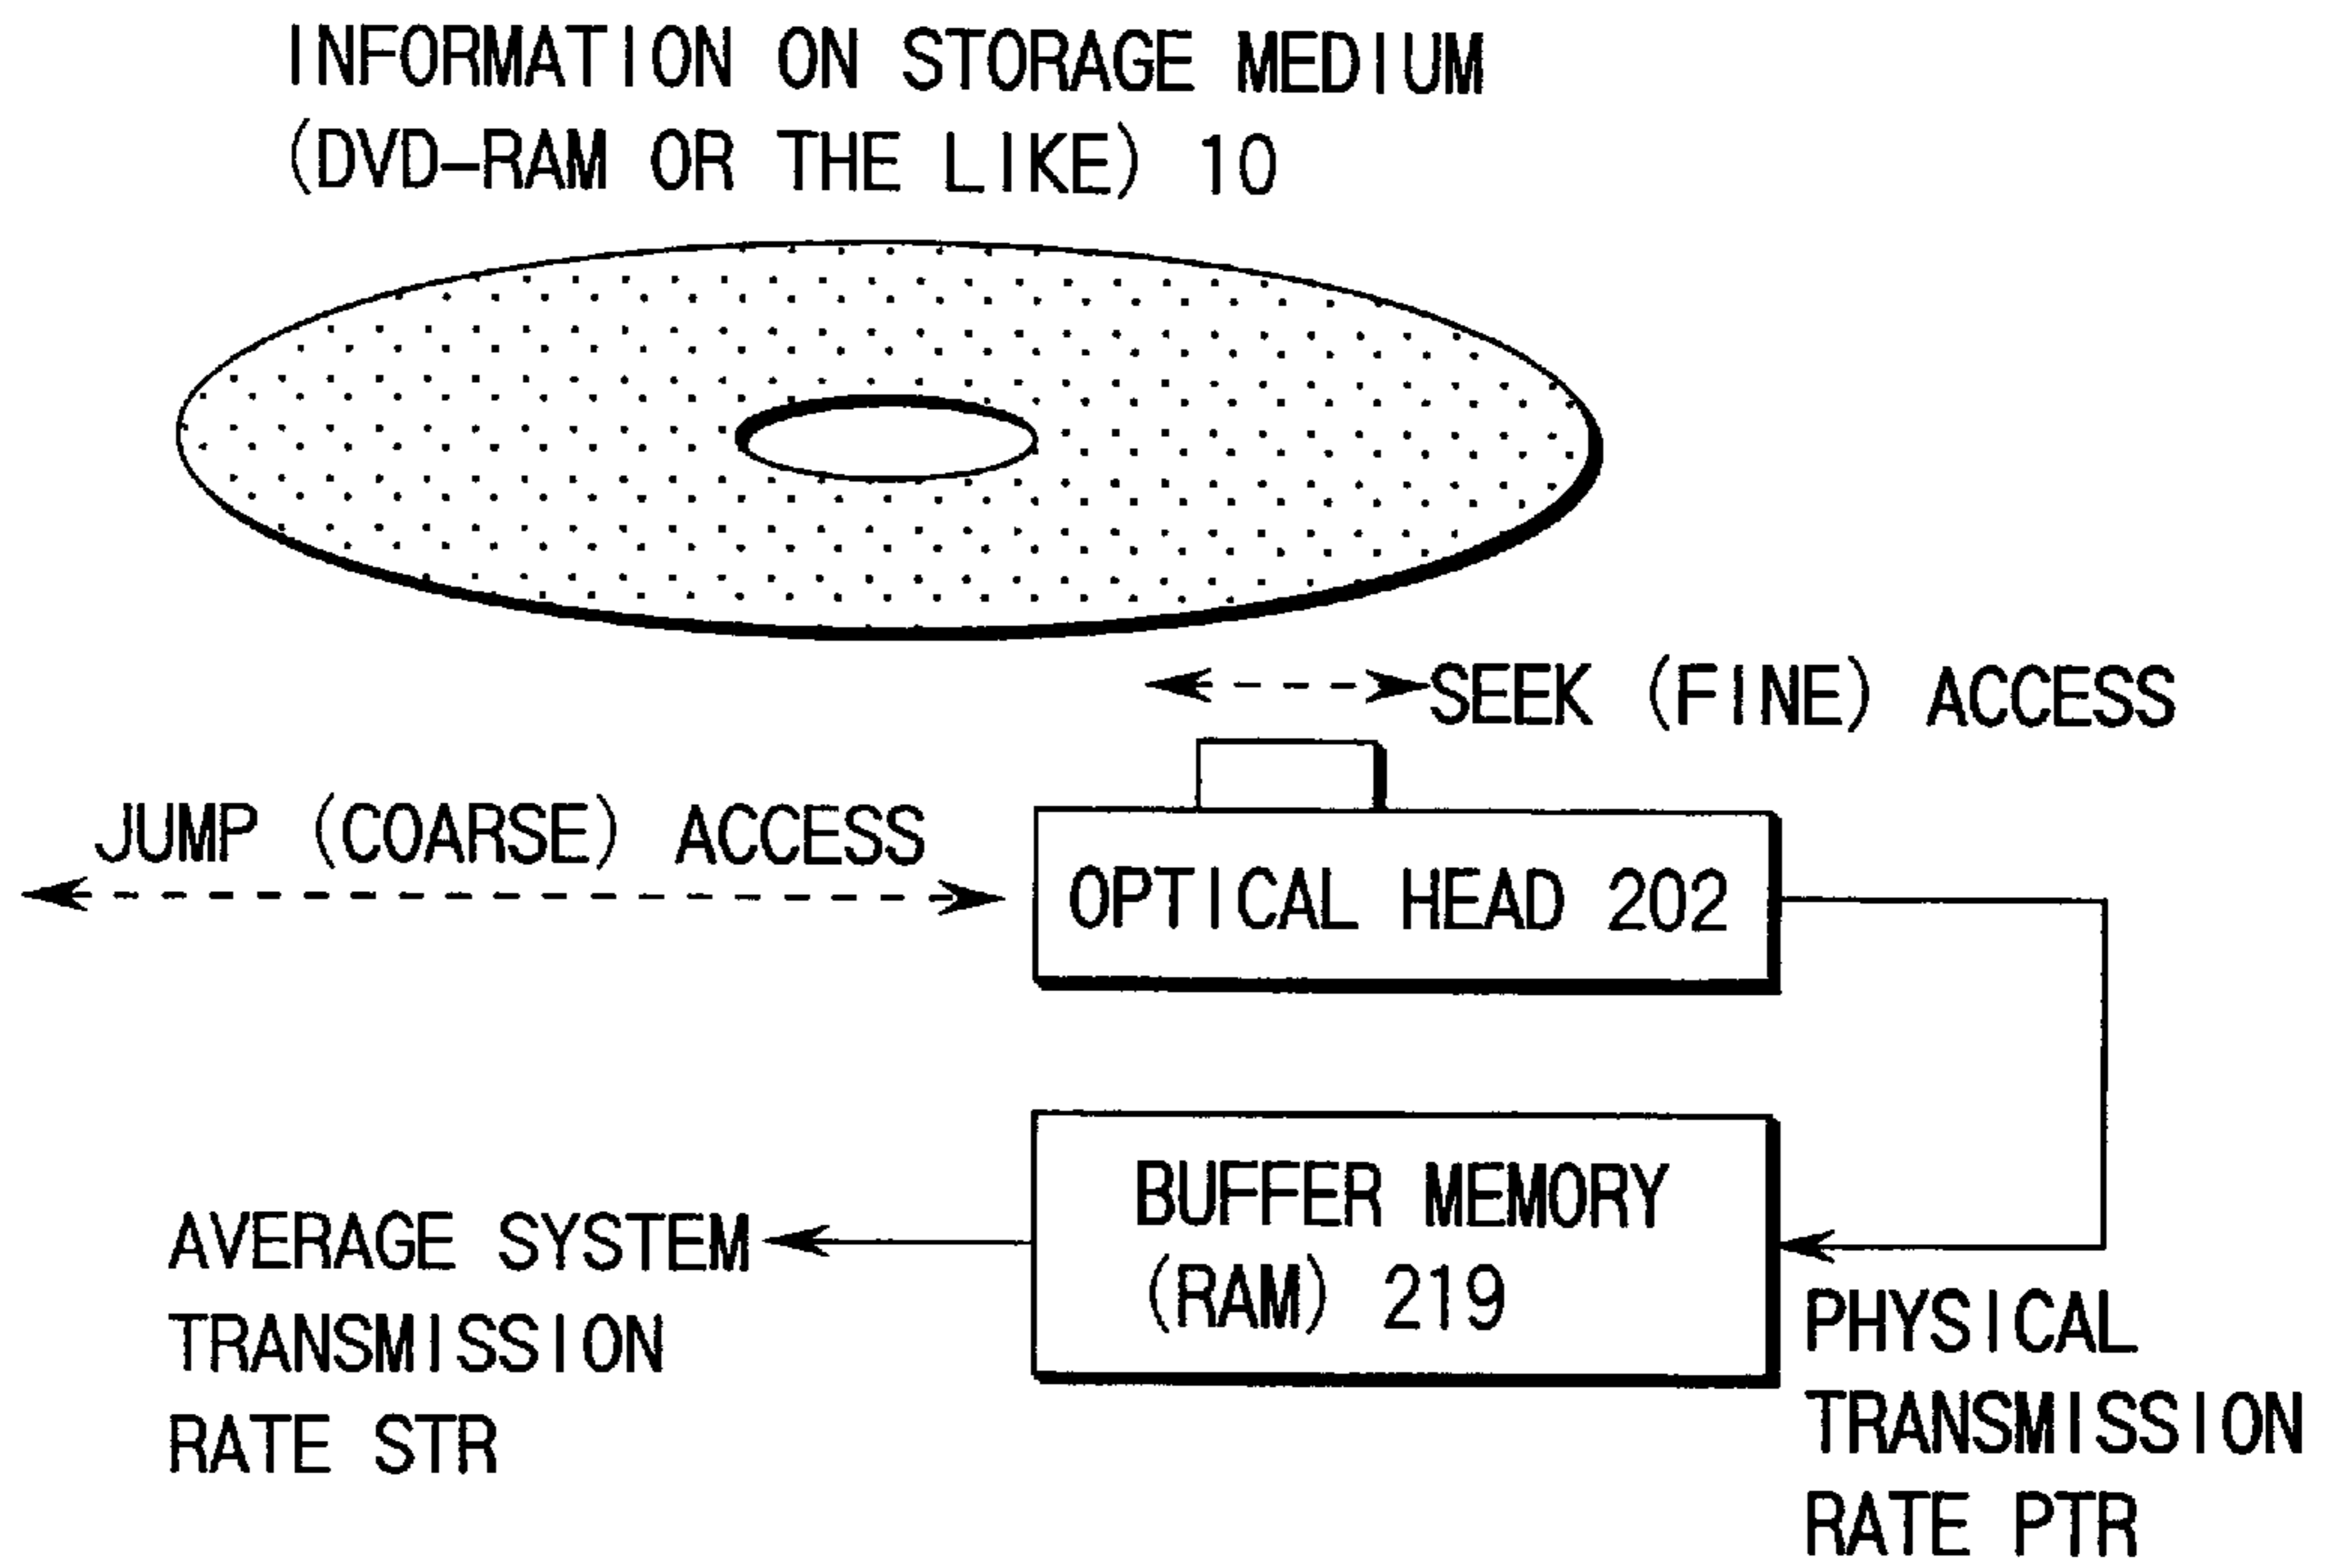 INFORMATION ON STORAGE MEDIUM
(DVD-RAM OR THE LIKE) 10
SEEK (FINE) ACCESS
JUMP (COARSE) ACCESS
OPTICAL HEAD 202
BUFFER MEMORY
(RAM) 219
AVERAGE SYSTEM
TRANSMISSION
RATE STR
PHYSICAL
TRANSMISSION
RATE PTR